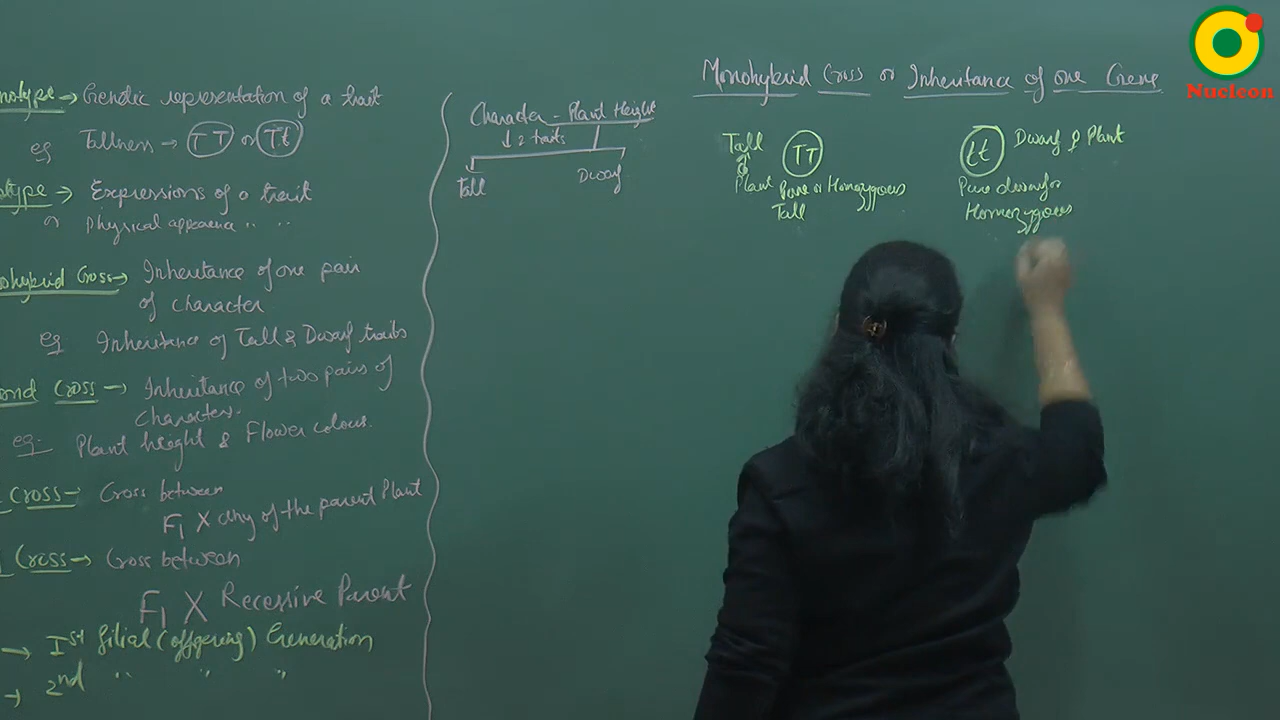 notype → Genetic representation of a trait
eg Tallness → TT or Tt
otype → Expressions of a trait
or Physical appearance " "
nohybrid Cross → Inheritance of one pair
of character
eg Inheritance of Tall & Dwarf traits
Cross → Inheritance of two pairs of
characters.
eg. Plant height & Flower colour.
Cross → Cross between
F1 X any of the parent Plant
Cross → Cross between
F1 X Recessive Parent
→ Ist filial (offspring) Generation
→ 2nd " " "
Character - Plant Height
↓ 2 traits
Tall Dwarf
Monohybrid Cross or Inheritance of one Gene
Tall
Plant
TT
Pure or Homozygous
Tall
tt Dwarf Plant
Pure dwarf or
Homozygous
Nucleon